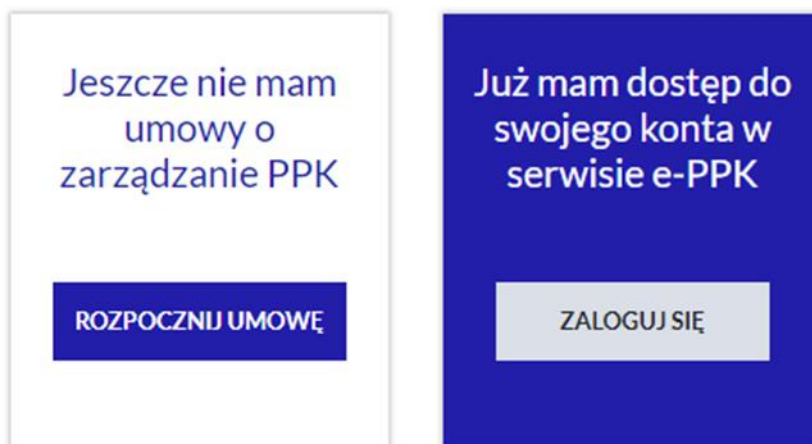 Jeszcze nie mam
umowy o
zarządzanie PPK
ROZPOCZNIJ UMOWĘ
Już mam dostęp do
swojego konta w
serwisie e-PPK
ZALOGUJ SIĘ